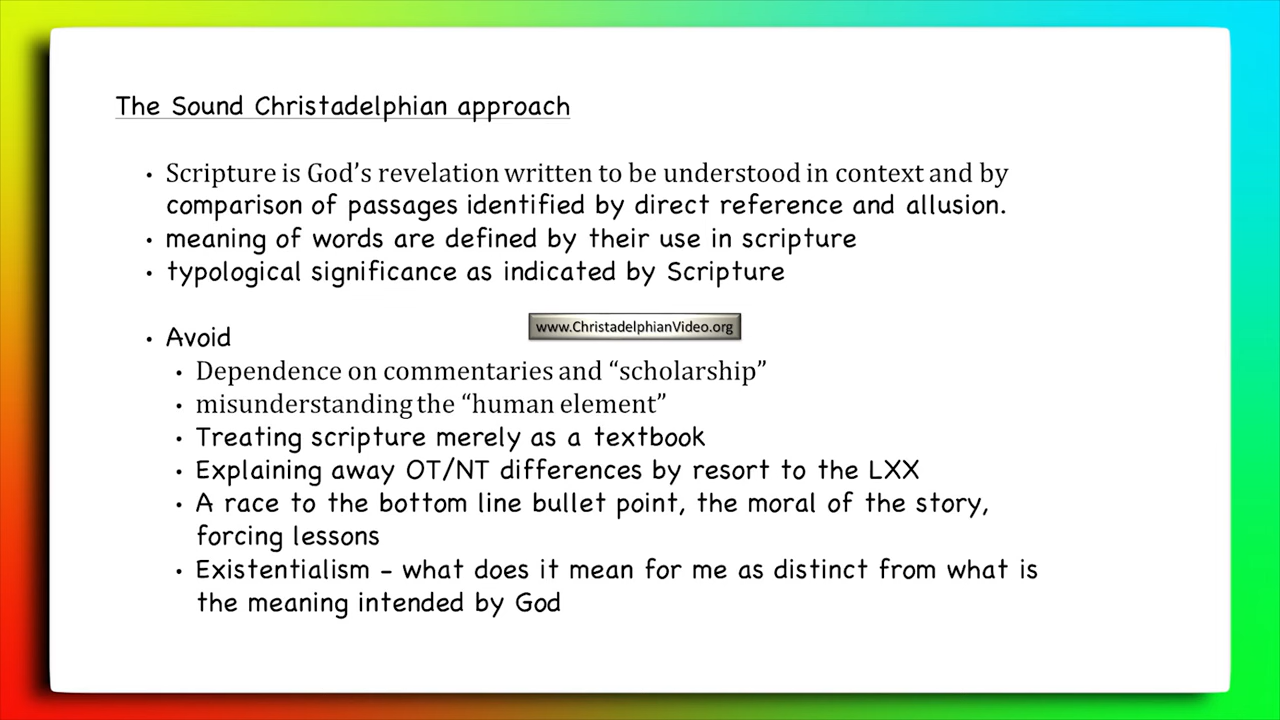 The Sound Christadelphian approach
• Scripture is God’s revelation written to be understood in context and by
comparison of passages identified by direct reference and allusion.
• meaning of words are defined by their use in scripture
• typological significance as indicated by Scripture
www.ChristadelphianVideo.org
• Avoid
• Dependence on commentaries and “scholarship”
• misunderstanding the “human element”
• Treating scripture merely as a textbook
• Explaining away OT/NT differences by resort to the LXX
• A race to the bottom line bullet point, the moral of the story,
forcing lessons
• Existentialism – what does it mean for me as distinct from what is
the meaning intended by God